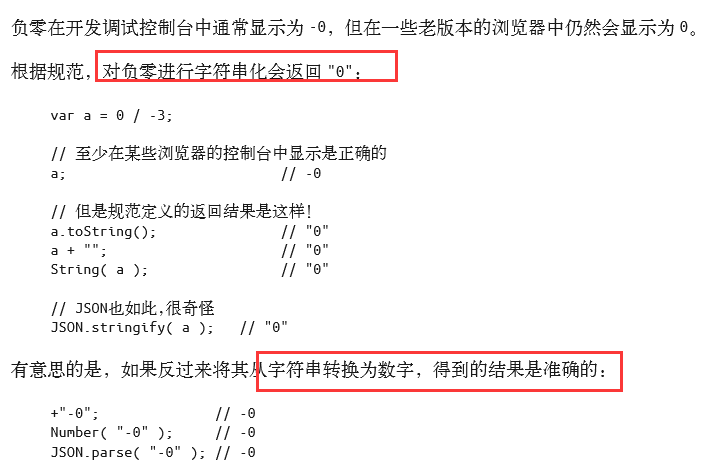 负零在开发调试控制台中通常显示为 -0，但在一些老版本的浏览器中仍然会显示为 0。
根据规范，对负零进行字符串化会返回 "0"：
var a = 0 / -3;
// 至少在某些浏览器的控制台中显示是正确的
a; // -0
// 但是规范定义的返回结果是这样！
a.toString(); // "0"
a + ""; // "0"
String( a ); // "0"
// JSON也如此,很奇怪
JSON.stringify( a ); // "0"
有意思的是，如果反过来将其从字符串转换为数字，得到的结果是准确的：
+"-0"; // -0
Number( "-0" ); // -0
JSON.parse( "-0" ); // -0